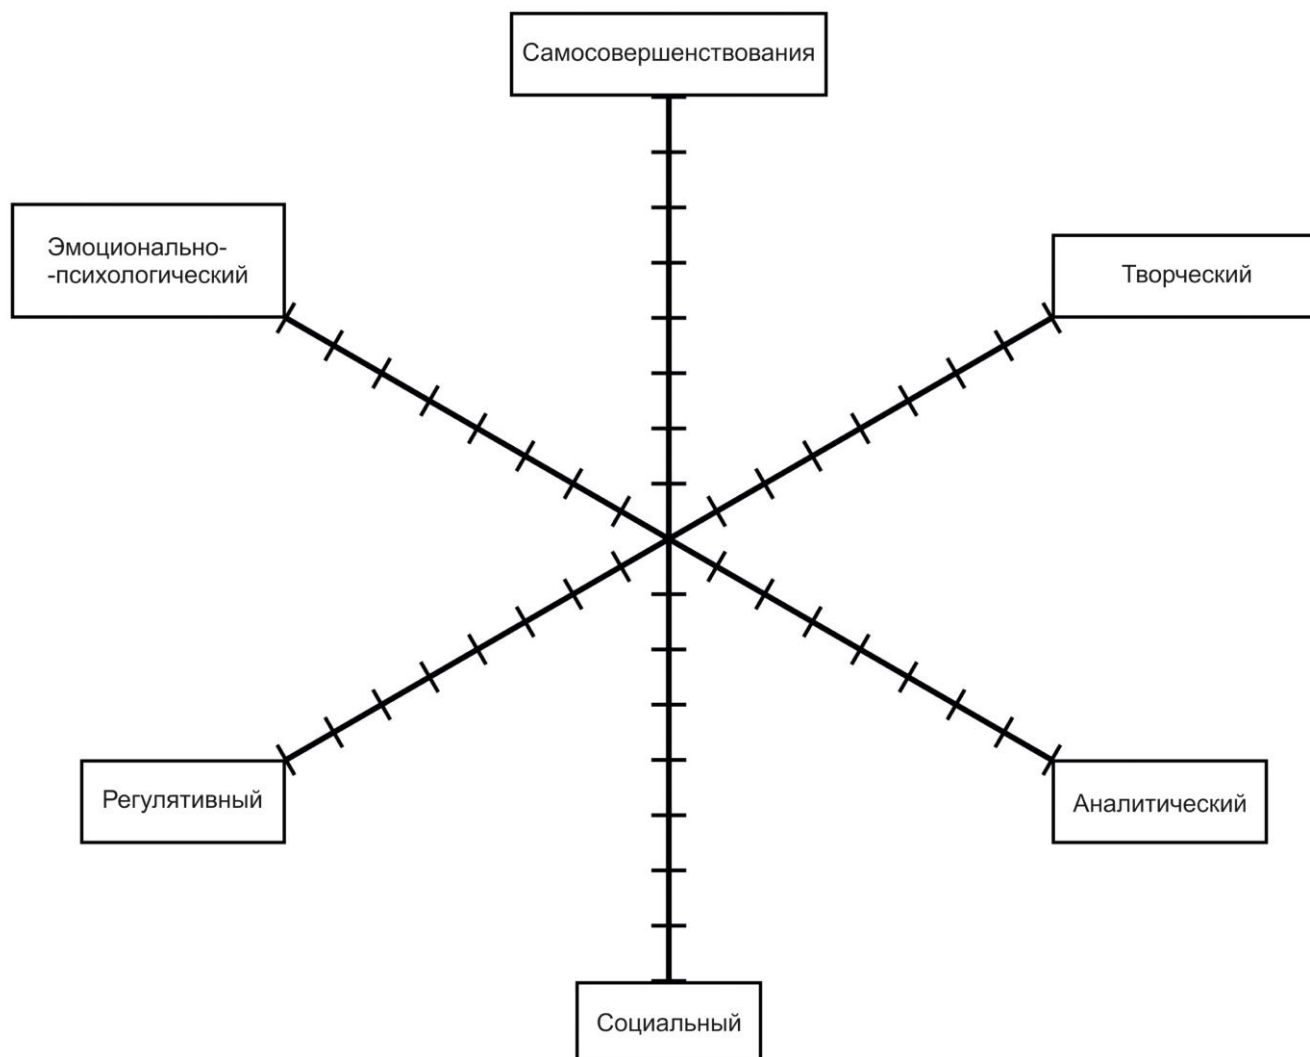 Самосовершенствования
Эмоционально-
-психологический
Творческий
Регулятивный
Аналитический
Социальный